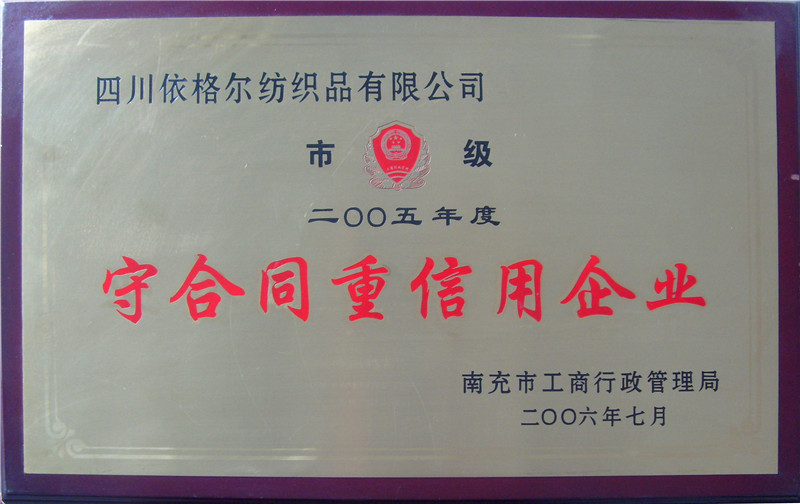 四川依格尔纺织品有限公司
市 级
二〇〇五年度
守合同重信用企业
南充市工商行政管理局
二〇〇六年七月